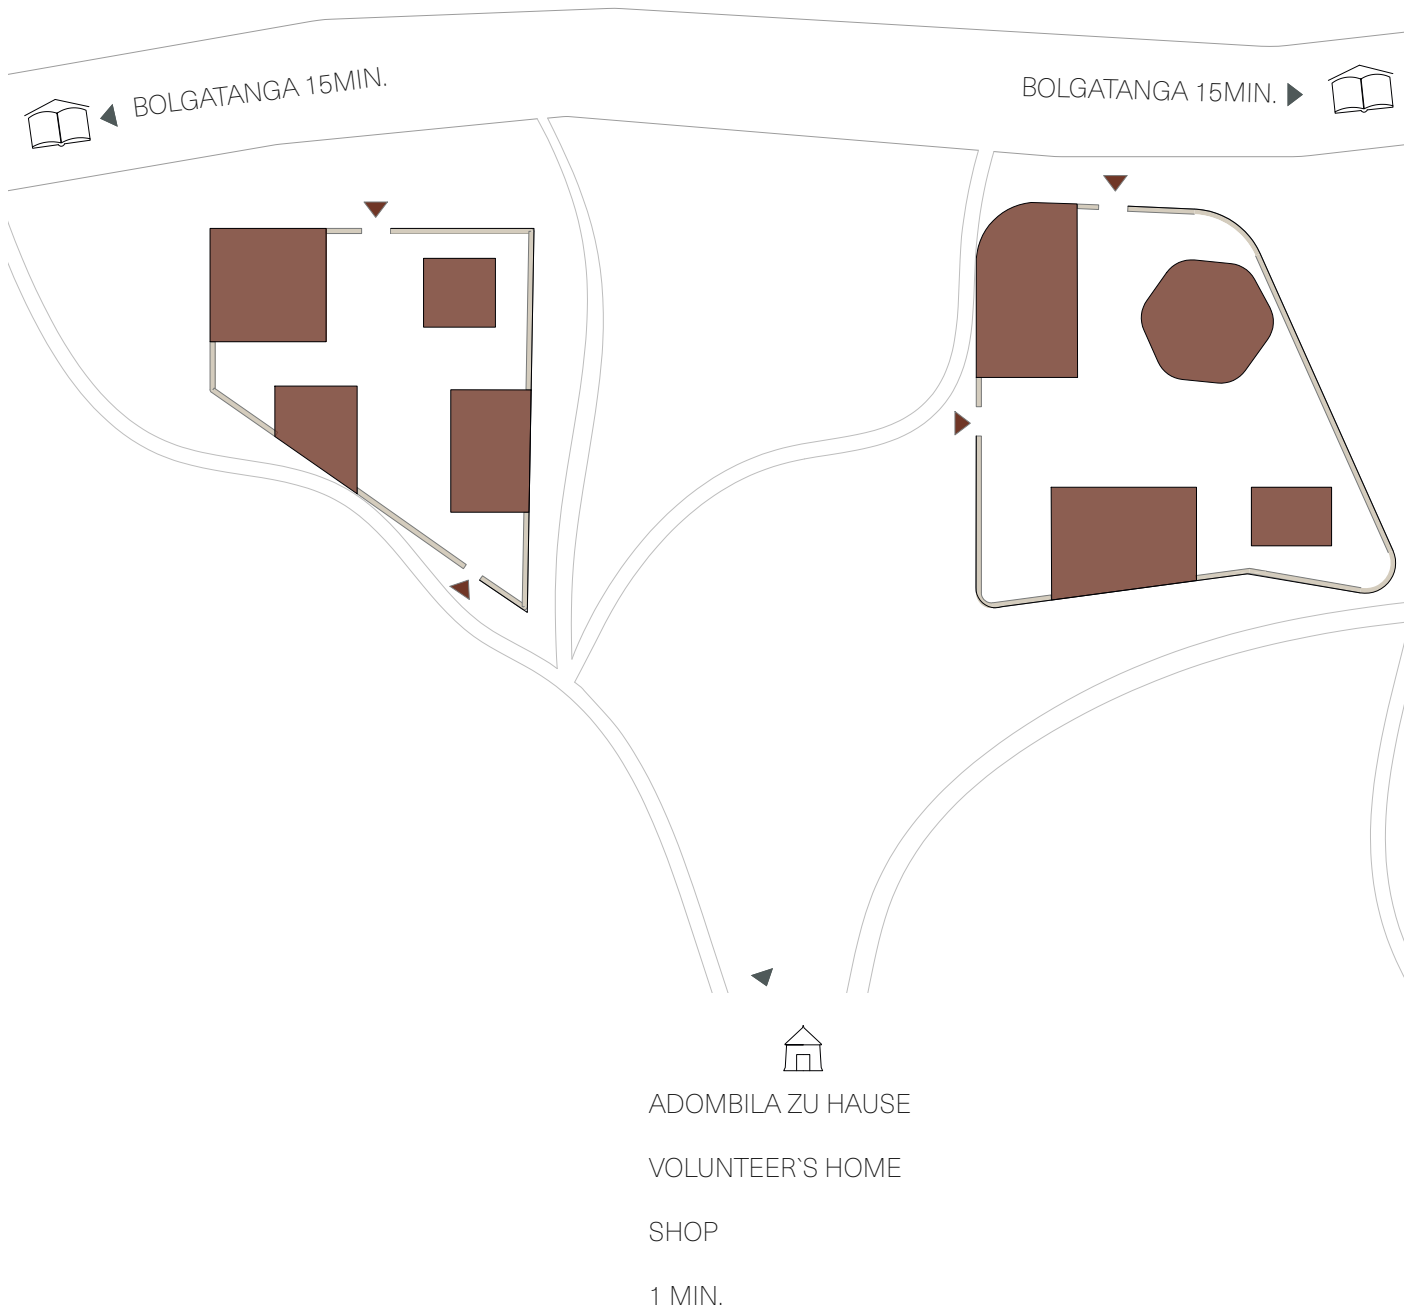 BOLGATANGA 15MIN.
BOLGATANGA 15MIN.
ADOMBILA ZU HAUSE
VOLUNTEER`S HOME
SHOP
1 MIN.